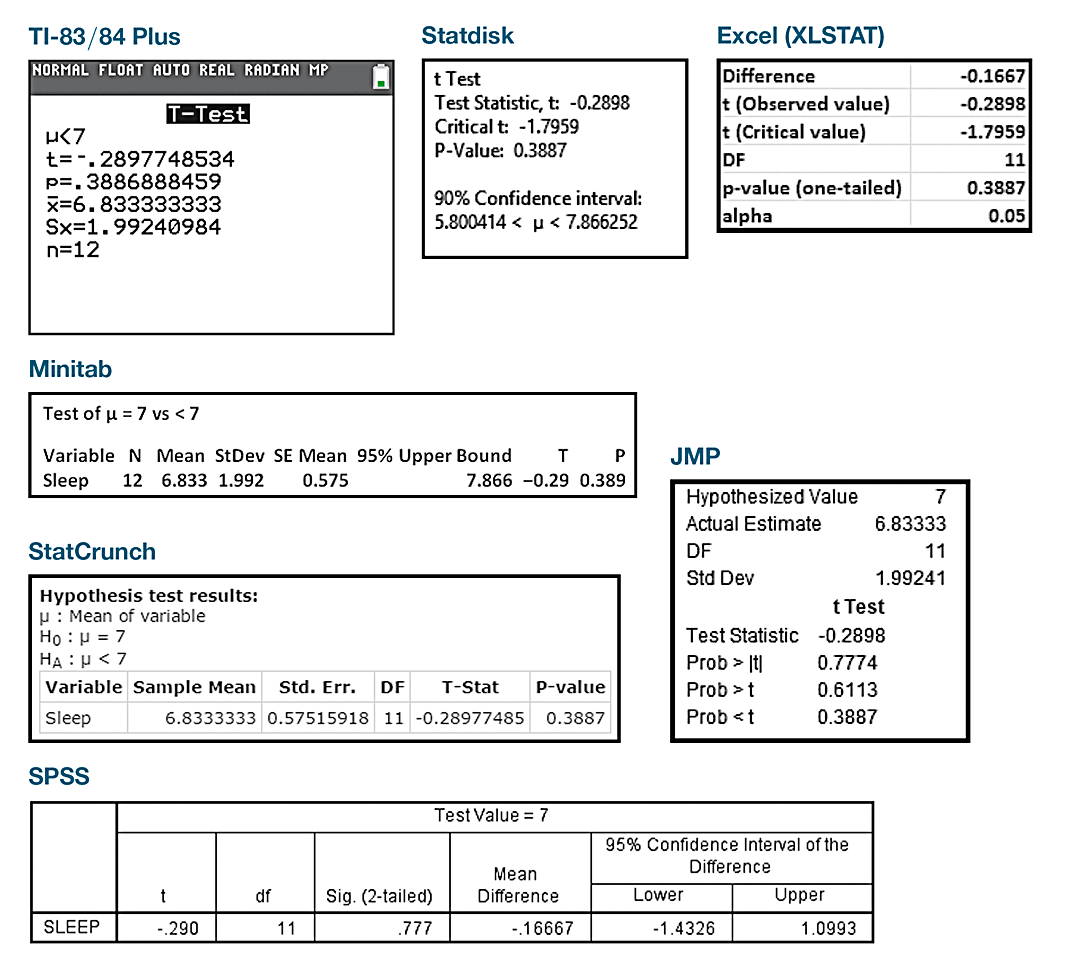 TI-83/84 Plus
NORMAL FLOAT AUTO REAL RADIAN MP
T-Test
μ<7
t=-.2897748534
p=.3886888459
x̄=6.833333333
Sx=1.99240984
n=12
Statdisk
t Test
Test Statistic, t: -0.2898
Critical t: -1.7959
P-Value: 0.3887
90% Confidence interval:
5.800414 < μ < 7.866252
Excel (XLSTAT)
Difference -0.1667
t (Observed value) -0.2898
t (Critical value) -1.7959
DF 11
p-value (one-tailed) 0.3887
alpha 0.05
Minitab
Test of μ = 7 vs < 7
Variable N Mean StDev SE Mean 95% Upper Bound T P
Sleep 12 6.833 1.992 0.575 7.866 −0.29 0.389
JMP
Hypothesized Value 7
Actual Estimate 6.83333
DF 11
Std Dev 1.99241
t Test
Test Statistic -0.2898
Prob > |t| 0.7774
Prob > t 0.6113
Prob < t 0.3887
StatCrunch
Hypothesis test results:
μ : Mean of variable
H₀ : μ = 7
H_A : μ < 7
Variable Sample Mean Std. Err. DF T-Stat P-value
Sleep 6.8333333 0.57515918 11 -0.28977485 0.3887
SPSS
Test Value = 7
95% Confidence Interval of the
Difference
t df Sig. (2-tailed) Mean
Difference Lower Upper
SLEEP -.290 11 .777 -.16667 -1.4326 1.0993